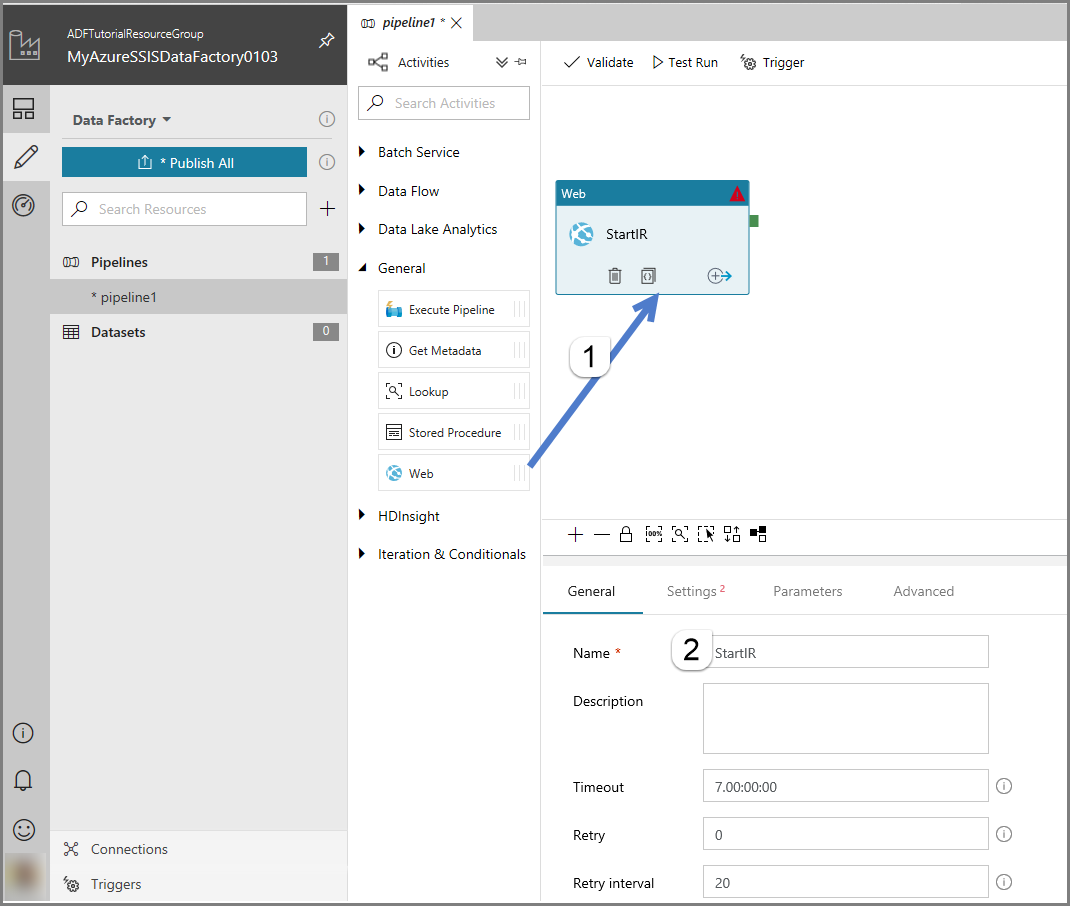 ADFTutorialResourceGroup
MyAzureSSISDataFactory0103
Data Factory
* Publish All
Search Resources
Pipelines 1
* pipeline1
Datasets 0
Connections
Triggers
pipeline1 *
Activities
Search Activities
Batch Service
Data Flow
Data Lake Analytics
General
Execute Pipeline
Get Metadata
Lookup
Stored Procedure
Web
HDInsight
Iteration & Conditionals
Validate Test Run Trigger
Web
StartIR
1
100%
General Settings 2 Parameters Advanced
Name * 2 StartIR
Description
Timeout 7.00:00:00
Retry 0
Retry interval 20